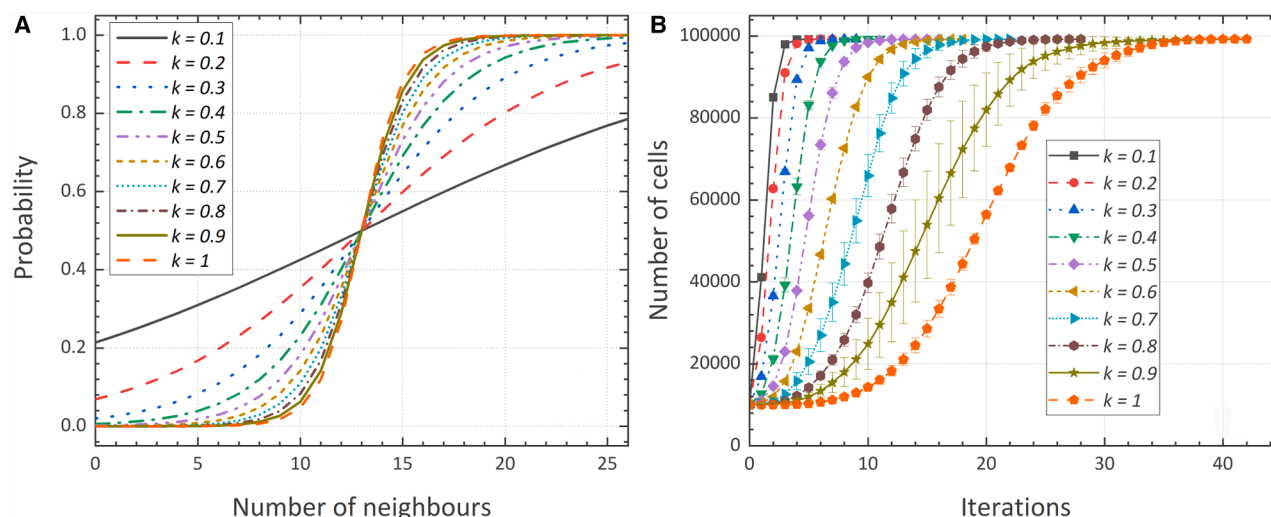 A
B
1.0
0.8
0.6
0.4
0.2
0.0
Probability
k = 0.1
k = 0.2
k = 0.3
k = 0.4
k = 0.5
k = 0.6
k = 0.7
k = 0.8
k = 0.9
k = 1
0 5 10 15 20 25
Number of neighbours
100000
80000
60000
40000
20000
0
Number of cells
k = 0.1
k = 0.2
k = 0.3
k = 0.4
k = 0.5
k = 0.6
k = 0.7
k = 0.8
k = 0.9
k = 1
0 10 20 30 40
Iterations